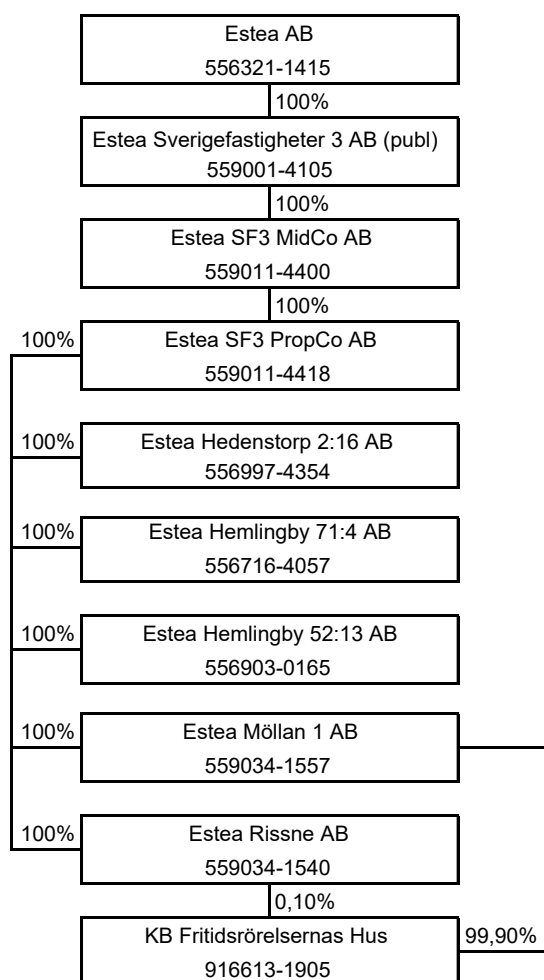 Estea AB
556321-1415
100%
Estea Sverigefastigheter 3 AB (publ)
559001-4105
100%
Estea SF3 MidCo AB
559011-4400
100%
100%
Estea SF3 PropCo AB
559011-4418
100%
Estea Hedenstorp 2:16 AB
556997-4354
100%
Estea Hemlingby 71:4 AB
556716-4057
100%
Estea Hemlingby 52:13 AB
556903-0165
100%
Estea Möllan 1 AB
559034-1557
100%
Estea Rissne AB
559034-1540
0,10%
KB Fritidsrörelsernas Hus
99,90%
916613-1905